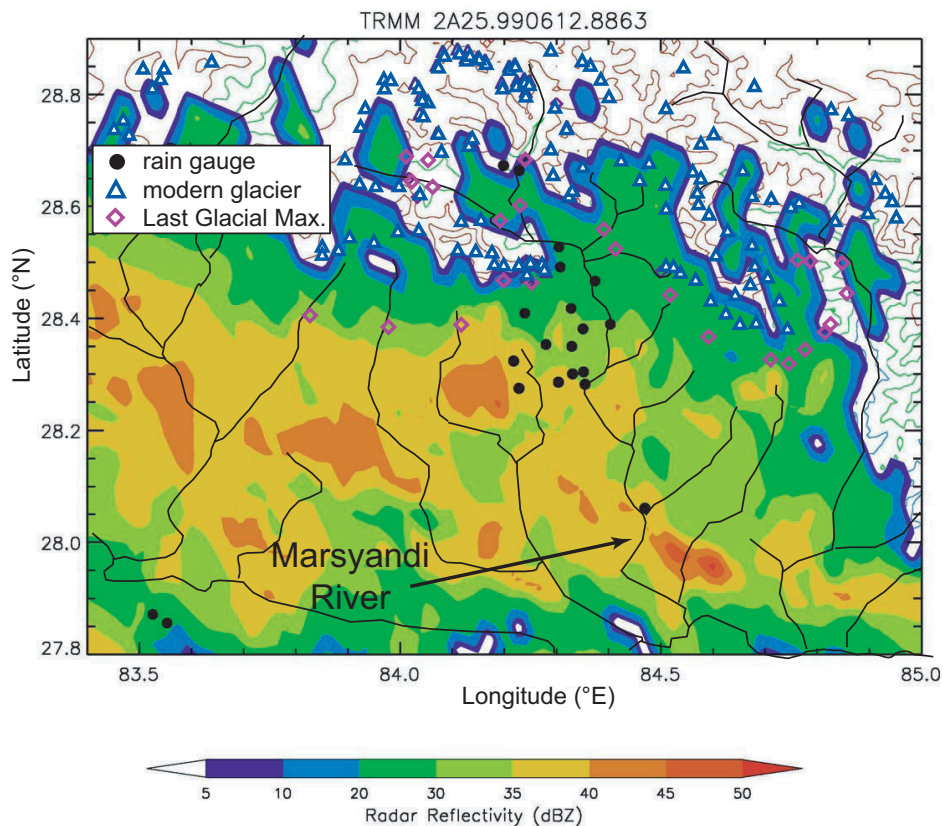 TRMM 2A25.990612.8863
28.8
28.6
28.4
28.2
28.0
27.8
Latitude (°N)
rain gauge
modern glacier
Last Glacial Max.
Marsyandi
River
83.5
84.0
84.5
85.0
Longitude (°E)
5
10
20
30
35
40
45
50
Radar Reflectivity (dBZ)